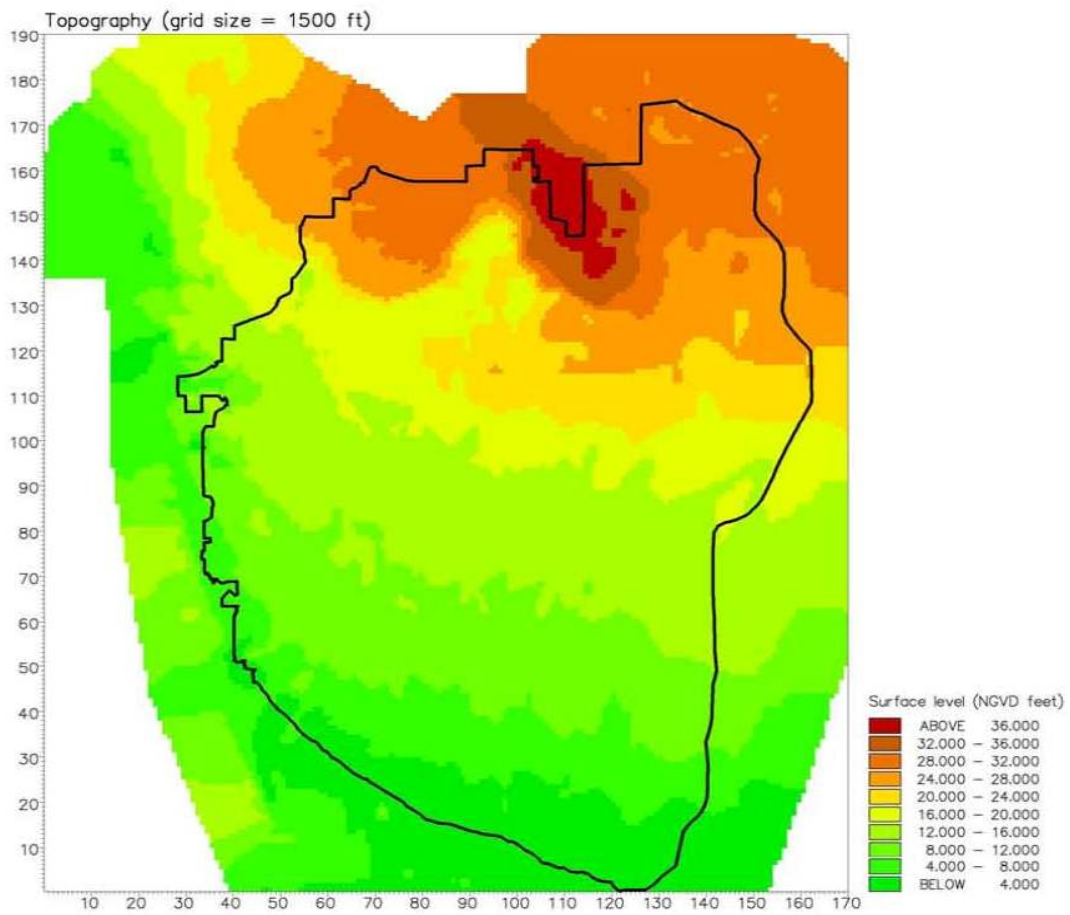 Topography (grid size = 1500 ft)
190
180
170
160
150
140
130
120
110
100
90
80
70
60
50
40
30
20
10
10 20 30 40 50 60 70 80 90 100 110 120 130 140 150 160 170
Surface level (NGVD feet)
ABOVE 36.000
32.000 – 36.000
28.000 – 32.000
24.000 – 28.000
20.000 – 24.000
16.000 – 20.000
12.000 – 16.000
8.000 – 12.000
4.000 – 8.000
BELOW 4.000